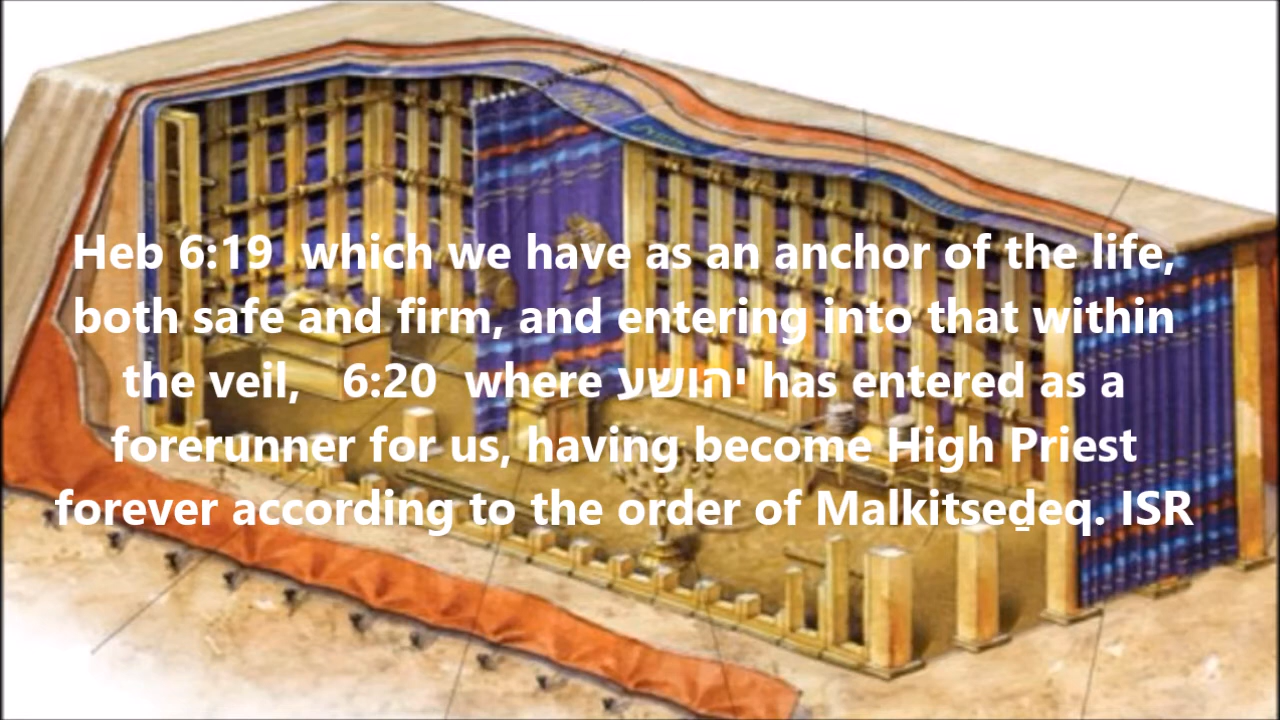 Heb 6:19  which we have as an anchor of the life,
both safe and firm, and entering into that within
the veil,   6:20  where יהושע has entered as a
forerunner for us, having become High Priest
forever according to the order of Malkitseḏeq. ISR